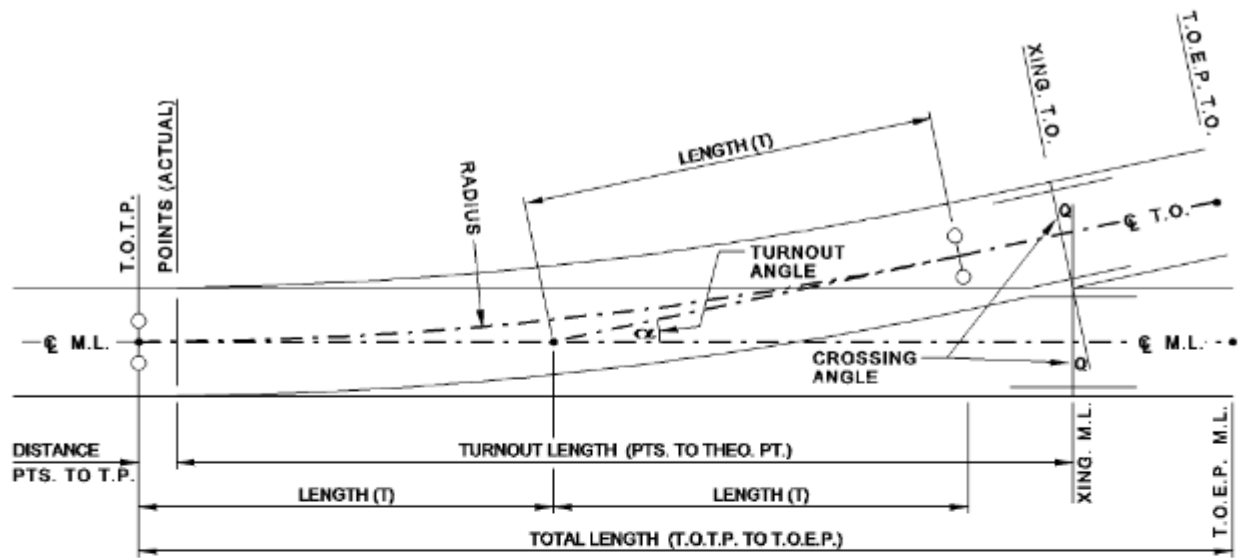 T.O.T.P.
POINTS (ACTUAL)
RADIUS
LENGTH (T)
XING. T.O.
T.O.E.P. T.O.
TURNOUT
ANGLE
α
Q
℄ T.O.
℄ M.L.
℄ M.L.
CROSSING
ANGLE
Q
DISTANCE
PTS. TO T.P.
TURNOUT LENGTH (PTS. TO THEO. PT.)
XING. M.L.
T.O.E.P. M.L.
LENGTH (T)
LENGTH (T)
TOTAL LENGTH (T.O.T.P. TO T.O.E.P.)